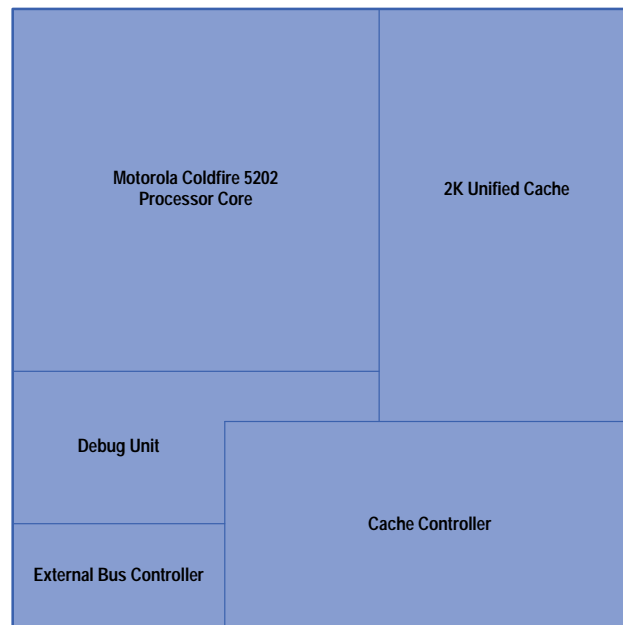 Motorola Coldfire 5202
Processor Core
2K Unified Cache
Debug Unit
Cache Controller
External Bus Controller